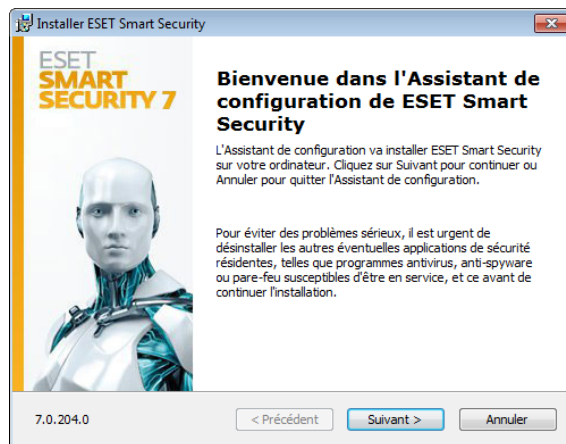 Installer ESET Smart Security
ESET
SMART
SECURITY 7
Bienvenue dans l'Assistant de
configuration de ESET Smart
Security
L'Assistant de configuration va installer ESET Smart Security
sur votre ordinateur. Cliquez sur Suivant pour continuer ou
Annuler pour quitter l'Assistant de configuration.
Pour éviter des problèmes sérieux, il est urgent de
désinstaller les autres éventuelles applications de sécurité
résidentes, telles que programmes antivirus, anti-spyware
ou pare-feu susceptibles d'être en service, et ce avant de
continuer l'installation.
7.0.204.0
< Précédent
Suivant >
Annuler